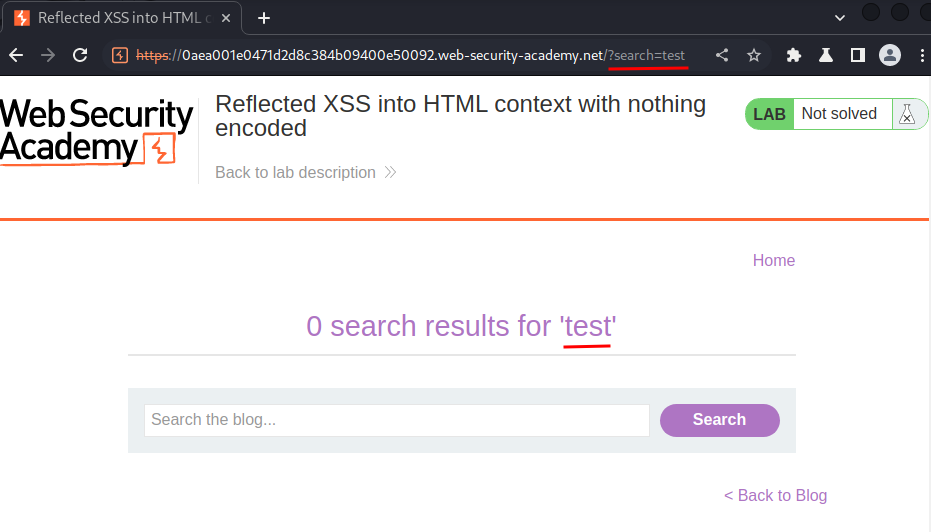 Reflected XSS into HTML c
https://0aea001e0471d2d8c384b09400e50092.web-security-academy.net/?search=test
Web Security
Academy
Reflected XSS into HTML context with nothing
encoded
Back to lab description
LAB Not solved
Home
0 search results for 'test'
Search the blog...
Search
< Back to Blog